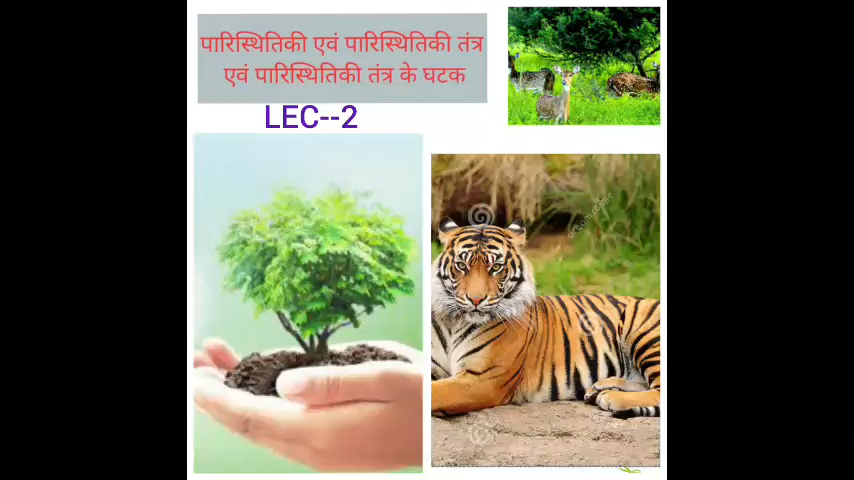 पारिस्थितिकी एवं पारिस्थितिकी तंत्र
एवं पारिस्थितिकी तंत्र के घटक
LEC--2